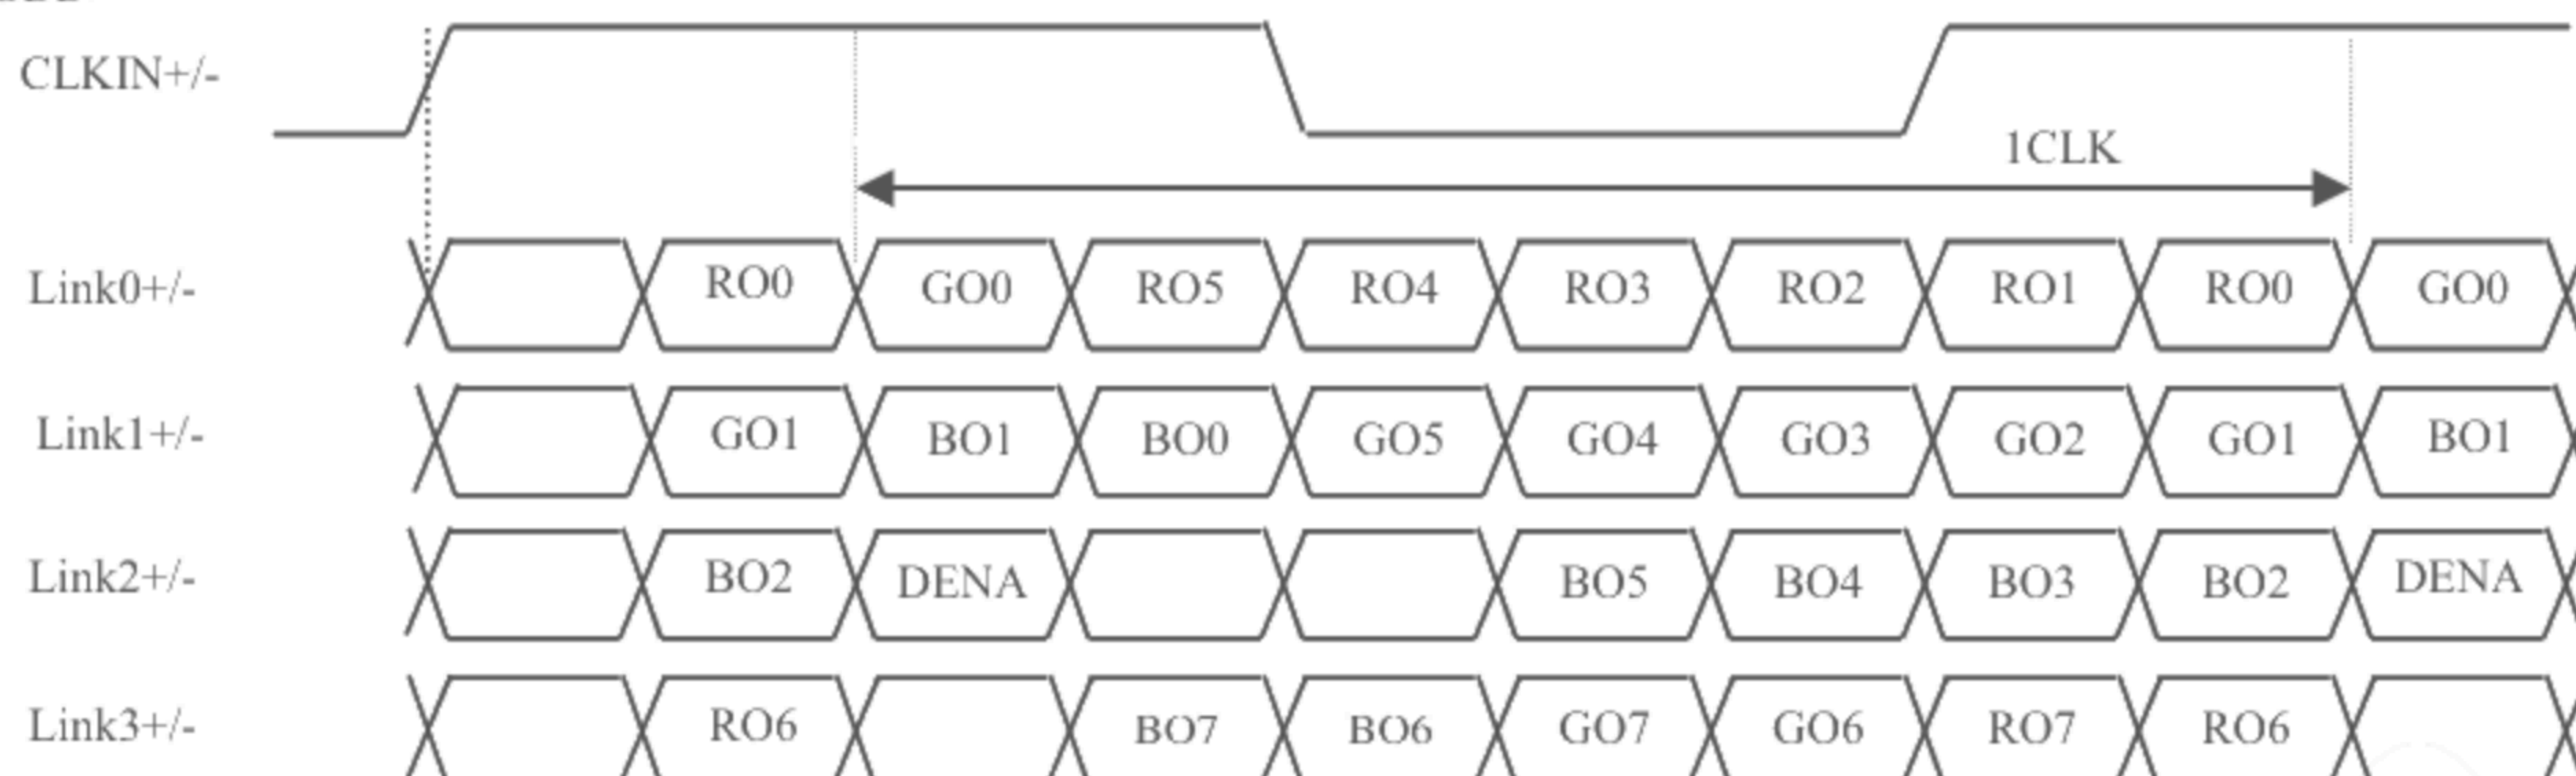 CLKIN+/-
1CLK
Link0+/- RO0 GO0 RO5 RO4 RO3 RO2 RO1 RO0 GO0
Link1+/- GO1 BO1 BO0 GO5 GO4 GO3 GO2 GO1 BO1
Link2+/- BO2 DENA BO5 BO4 BO3 BO2 DENA
Link3+/- RO6 BO7 BO6 GO7 GO6 RO7 RO6